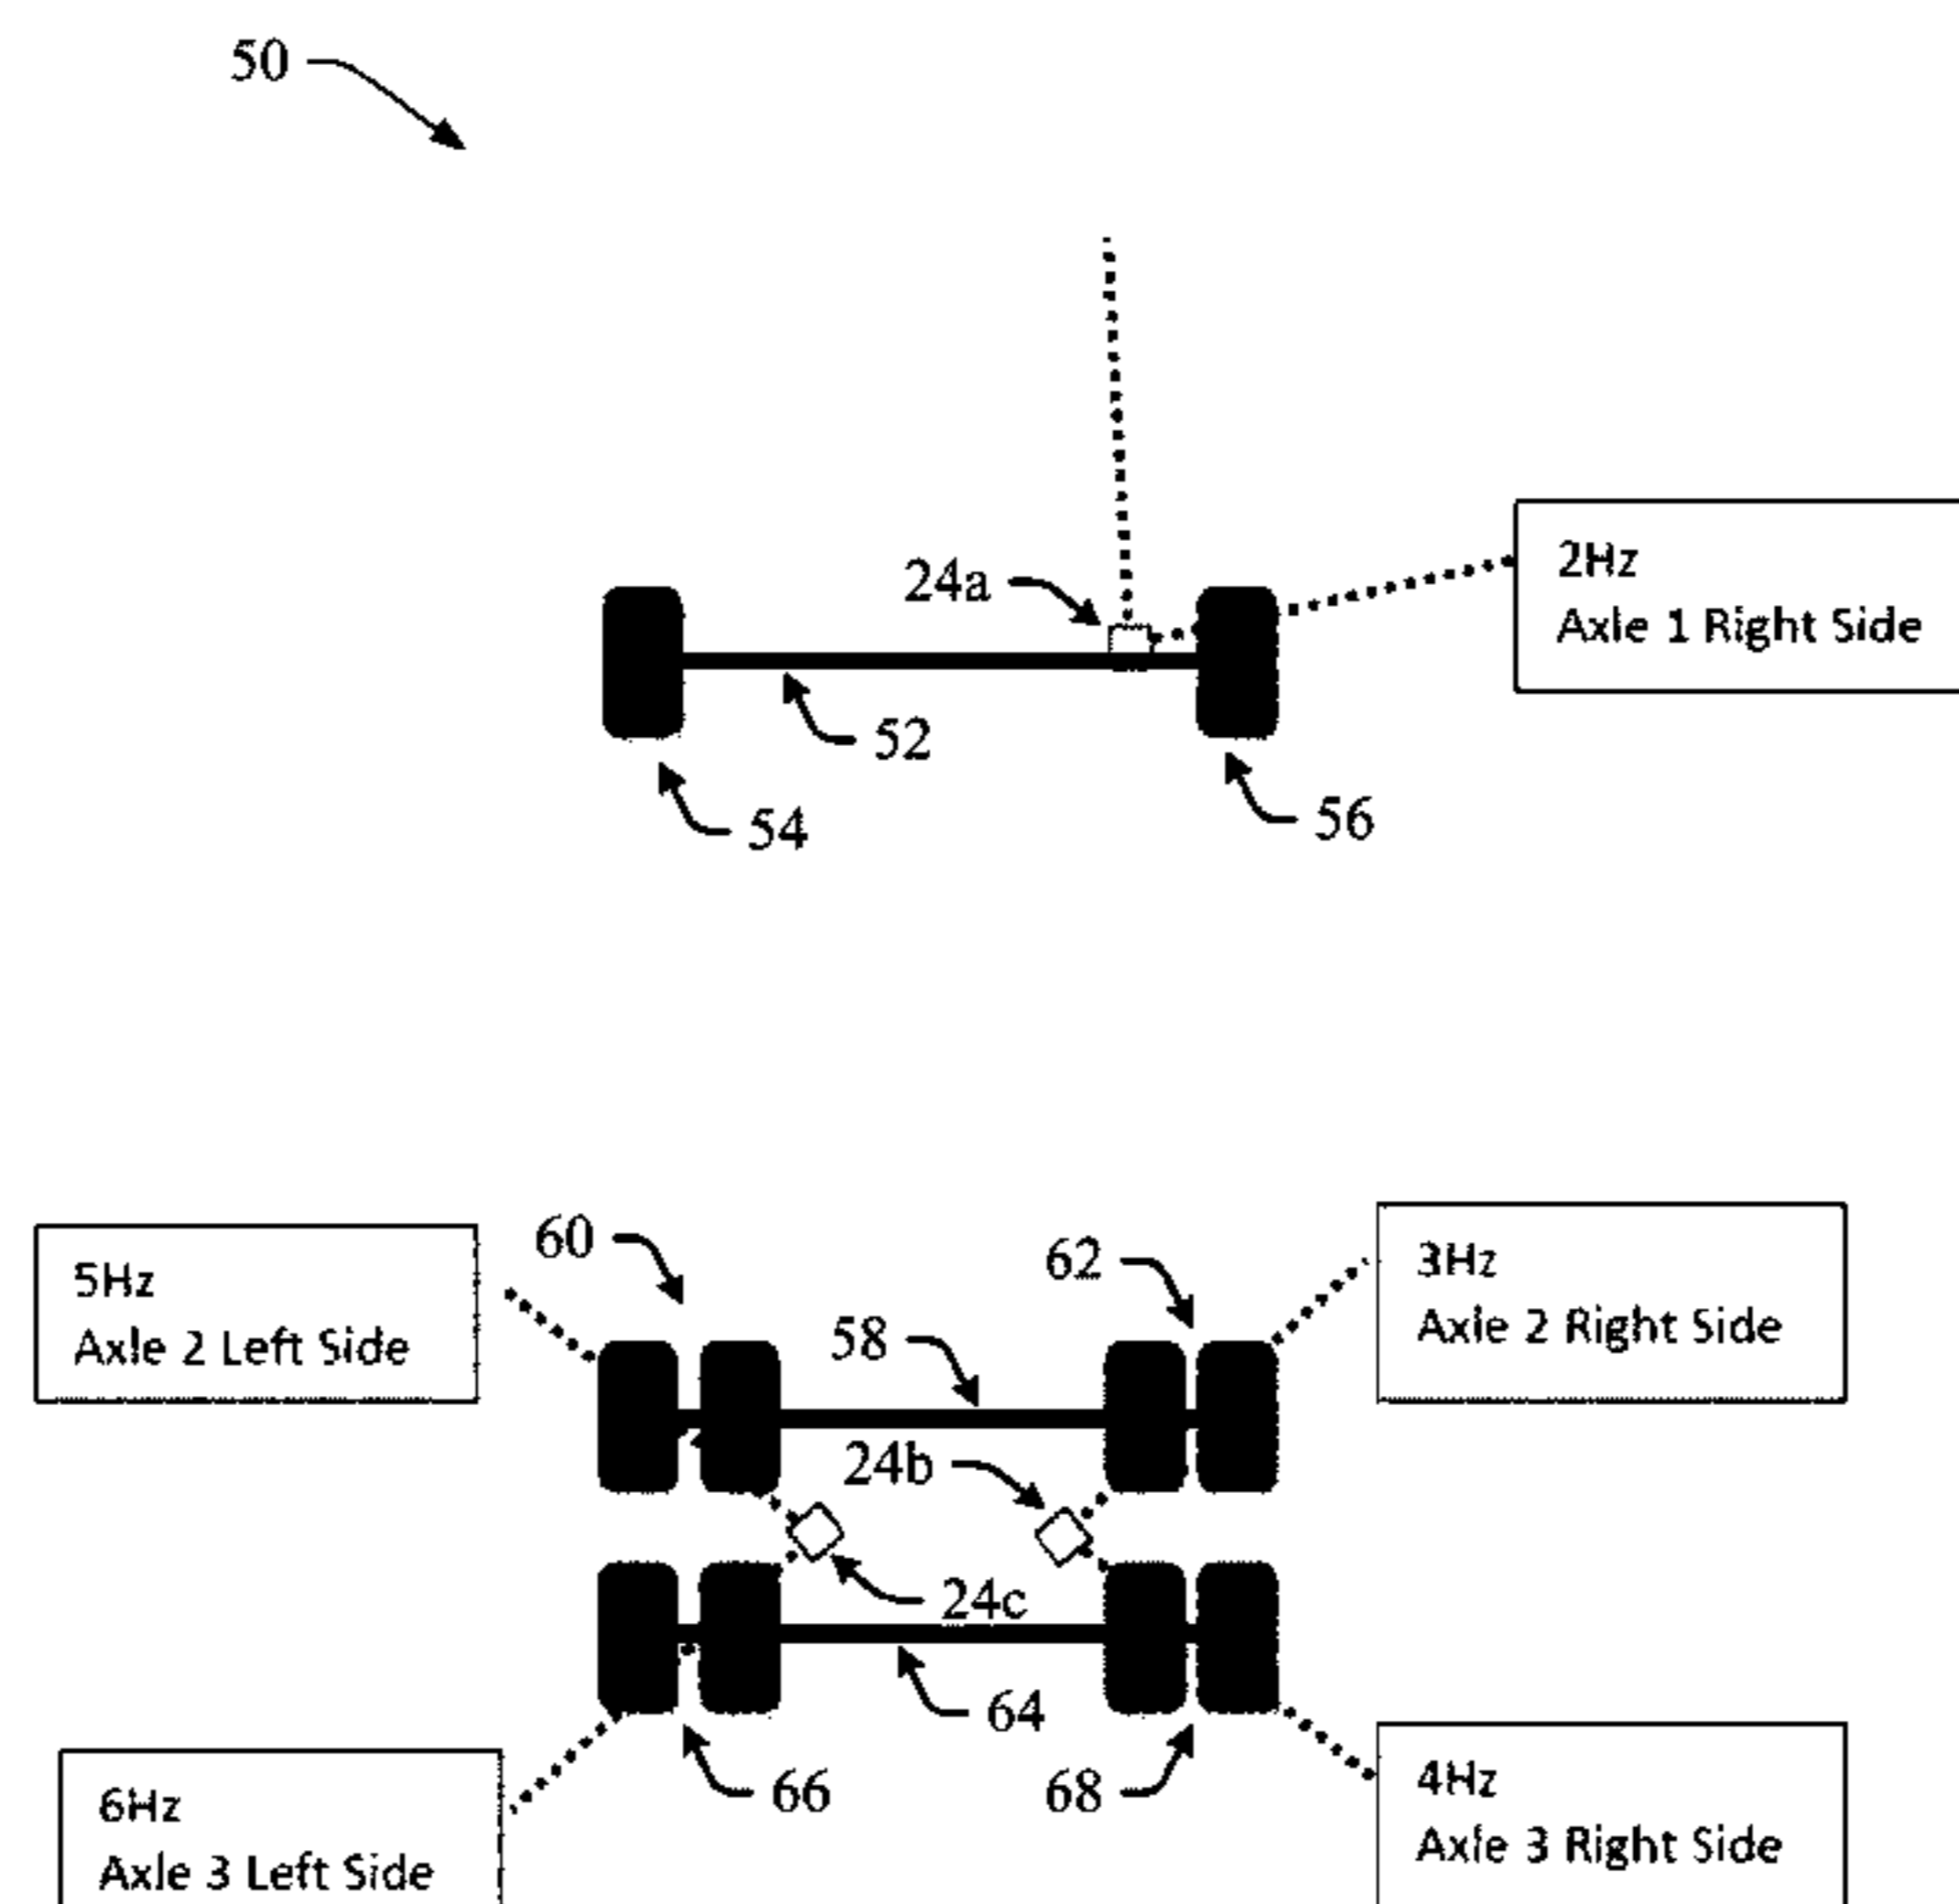 50
24a
2Hz
Axle 1 Right Side
52
54
56
5Hz
Axle 2 Left Side
60
62
3Hz
Axle 2 Right Side
58
24b
24c
64
66
68
6Hz
Axle 3 Left Side
4Hz
Axle 3 Right Side